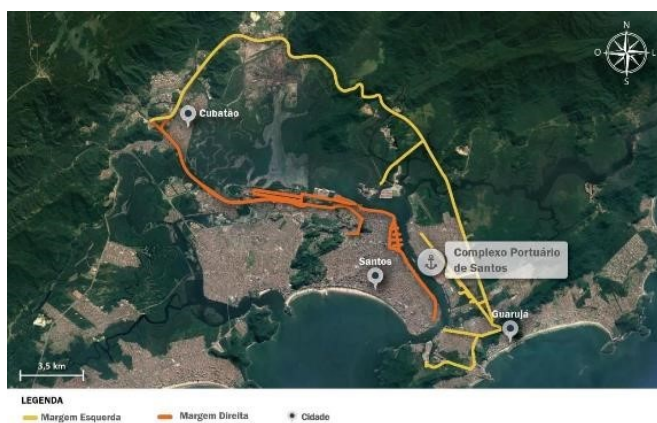 N
O
L
S
Cubatão
Complexo Portuário
de Santos
Santos
Guarujá
3,5 km
LEGENDA
Margem Esquerda
Margem Direita
Cidade